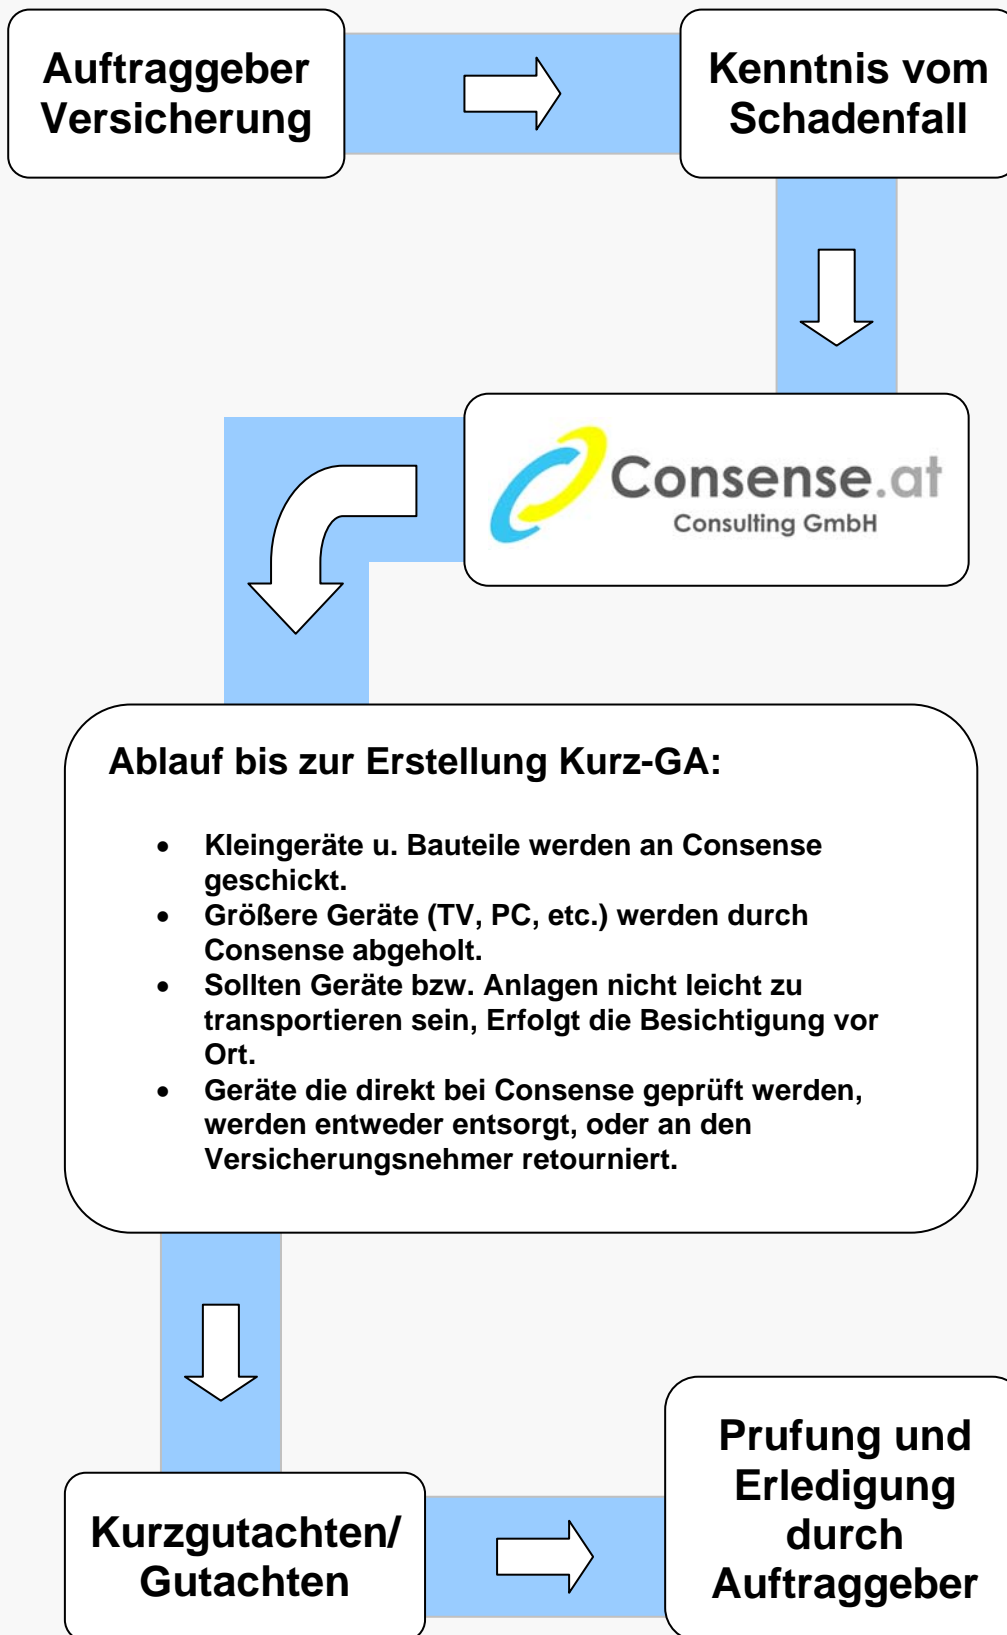 Auftraggeber
Versicherung
Kenntnis vom
Schadenfall
Consense.at
Consulting GmbH
Ablauf bis zur Erstellung Kurz-GA:
• Kleingeräte u. Bauteile werden an Consense
geschickt.
• Größere Geräte (TV, PC, etc.) werden durch
Consense abgeholt.
• Sollten Geräte bzw. Anlagen nicht leicht zu
transportieren sein, Erfolgt die Besichtigung vor
Ort.
• Geräte die direkt bei Consense geprüft werden,
werden entweder entsorgt, oder an den
Versicherungsnehmer retourniert.
Kurzgutachten/
Gutachten
Prufung und
Erledigung
durch
Auftraggeber